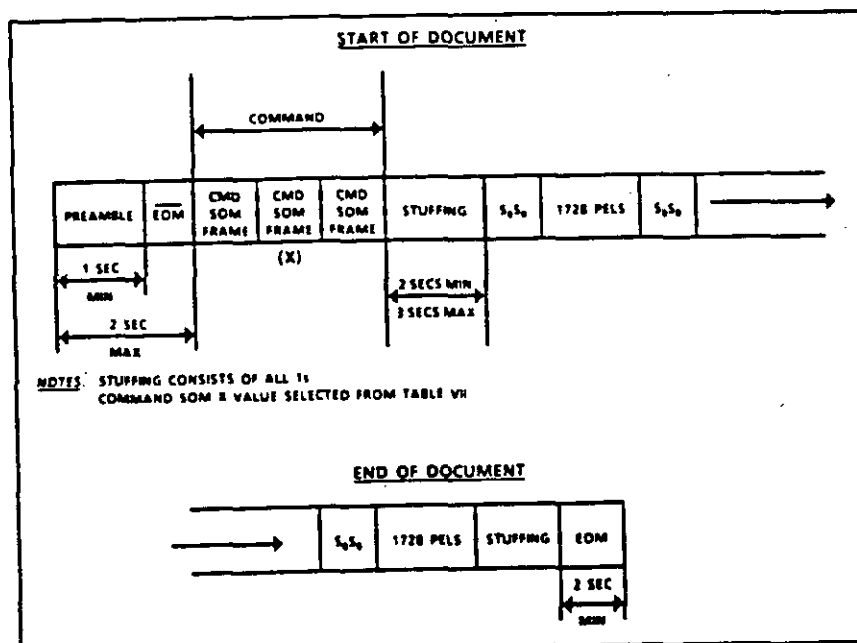 START OF DOCUMENT
COMMAND
PREAMBLE
EOM
CMD SOM FRAME
CMD SOM FRAME
CMD SOM FRAME
STUFFING
S₀S₀
1728 PELS
S₀S₀
(X)
1 SEC
MIN
2 SECS MIN
3 SECS MAX
2 SEC
MAX
NOTES: STUFFING CONSISTS OF ALL 1s
COMMAND SOM X VALUE SELECTED FROM TABLE VII
END OF DOCUMENT
S₀S₀
1728 PELS
STUFFING
EOM
2 SEC
MIN